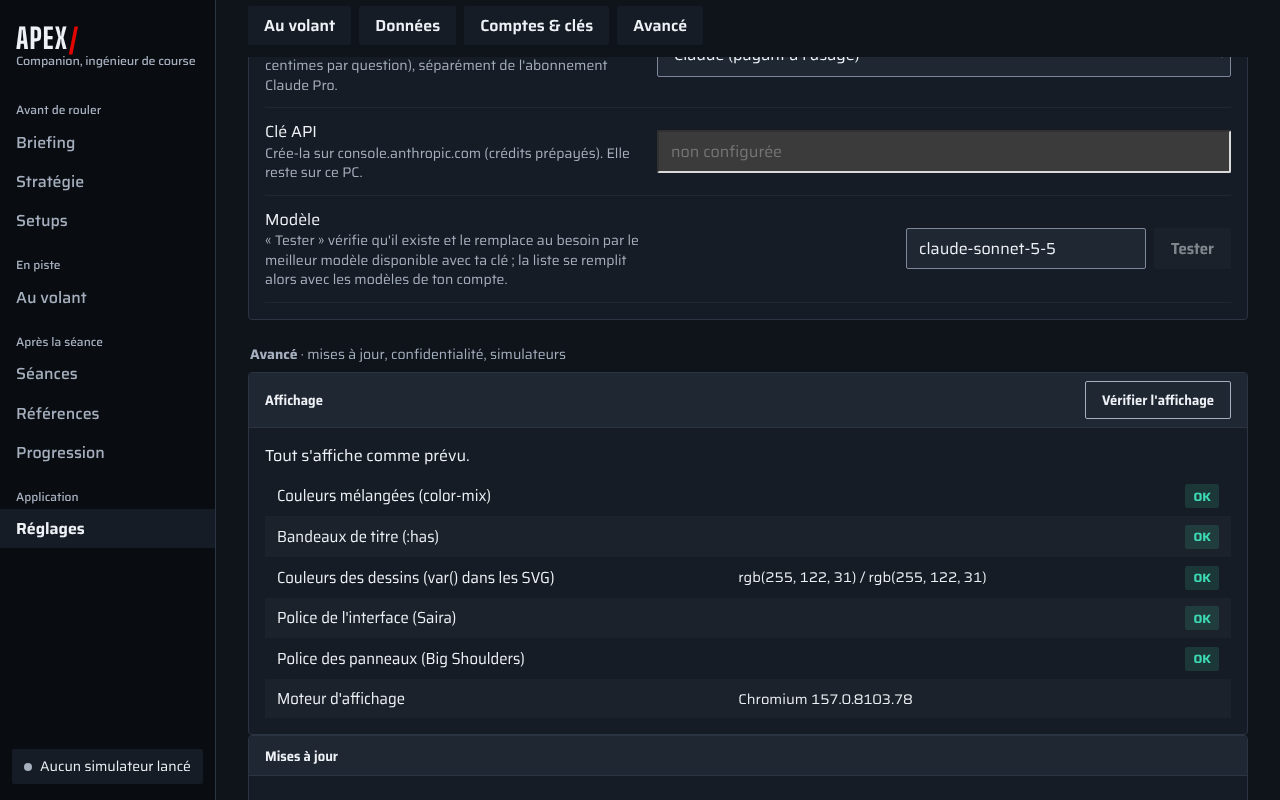 APEX/
Companion, ingénieur de course
Avant de rouler
Briefing
Stratégie
Setups
En piste
Au volant
Après la séance
Séances
Références
Progression
Application
Réglages
Aucun simulateur lancé
Au volant
Données
Comptes & clés
Avancé
centimes par question), séparément de l'abonnement
Claude Pro.
Claude (payant à l'usage)
Clé API
Crée-la sur console.anthropic.com (crédits prépayés). Elle
reste sur ce PC.
non configurée
Modèle
« Tester » vérifie qu'il existe et le remplace au besoin par le
meilleur modèle disponible avec ta clé ; la liste se remplit
alors avec les modèles de ton compte.
claude-sonnet-5-5
Tester
Avancé · mises à jour, confidentialité, simulateurs
Affichage
Vérifier l'affichage
Tout s'affiche comme prévu.
Couleurs mélangées (color-mix)
OK
Bandeaux de titre (:has)
OK
Couleurs des dessins (var() dans les SVG)
rgb(255, 122, 31) / rgb(255, 122, 31)
OK
Police de l'interface (Saira)
OK
Police des panneaux (Big Shoulders)
OK
Moteur d'affichage
Chromium 157.0.8103.78
Mises à jour